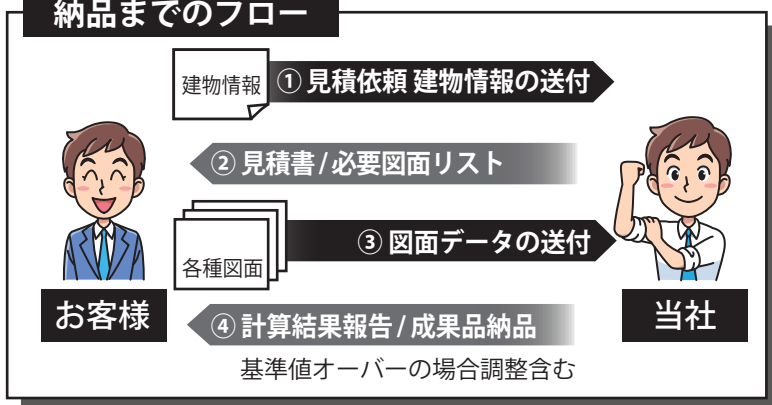 納品までのフロー
建物情報
① 見積依頼 建物情報の送付
② 見積書 / 必要図面リスト
各種図面
③ 図面データの送付
お客様
④ 計算結果報告 / 成果品納品
当社
基準値オーバーの場合調整含む